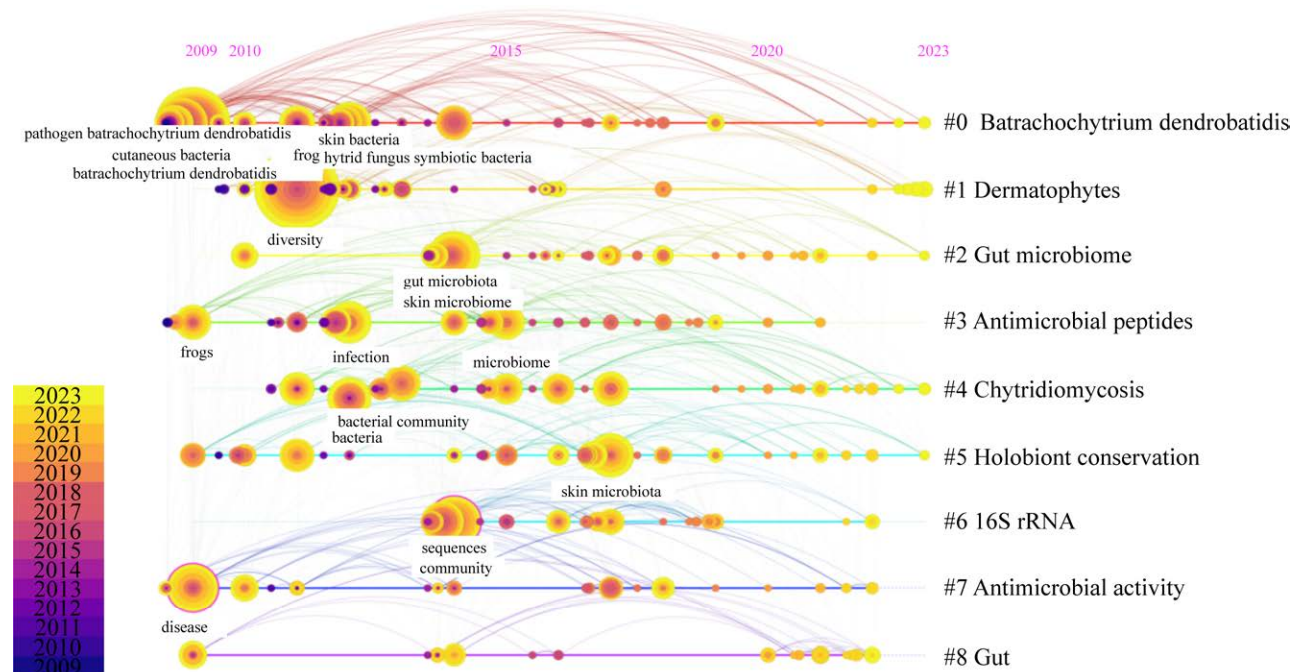 2009 2010 2015 2020 2023
#0 Batrachochytrium dendrobatidis
pathogen batrachochytrium dendrobatidis
skin bacteria
cutaneous bacteria
frog hytrid fungus symbiotic bacteria
batrachochytrium dendrobatidis
#1 Dermatophytes
diversity
#2 Gut microbiome
gut microbiota
skin microbiome
#3 Antimicrobial peptides
frogs
infection
microbiome
#4 Chytridiomycosis
bacterial community
bacteria
#5 Holobiont conservation
skin microbiota
#6 16S rRNA
sequences
community
#7 Antimicrobial activity
disease
#8 Gut
2023
2022
2021
2020
2019
2018
2017
2016
2015
2014
2013
2012
2011
2010
2009